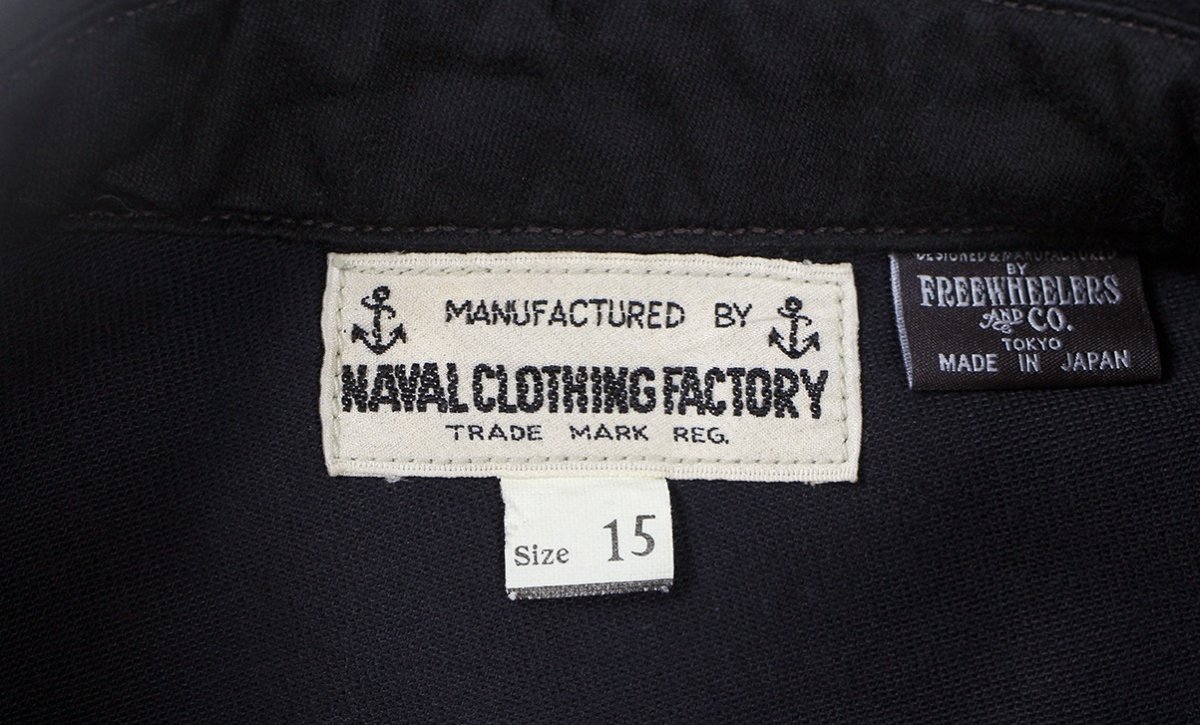 MANUFACTURED BY
NAVAL CLOTHING FACTORY
TRADE MARK REG.
Size 15
DESIGNED & MANUFACTURED
BY
FREEWHEELERS
AND CO.
TOKYO
MADE IN JAPAN